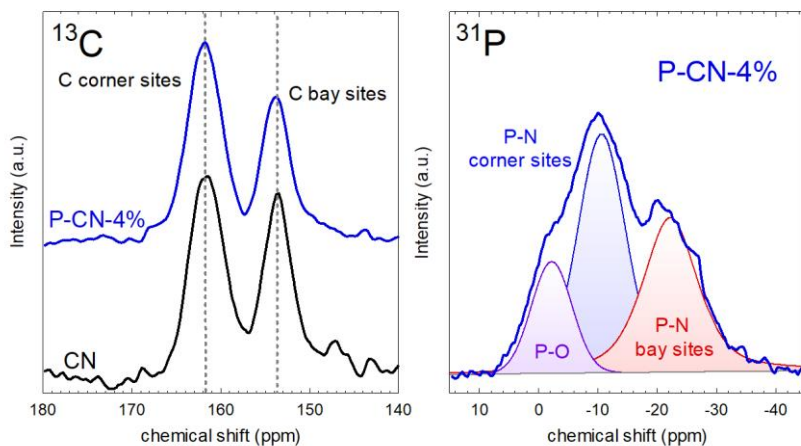 ¹³C
C corner sites
C bay sites
P-CN-4%
CN
Intensity (a.u.)
180
170
160
150
140
chemical shift (ppm)
³¹P
P-CN-4%
P-N
corner sites
P-O
P-N
bay sites
Intensity (a.u.)
10
0
-10
-20
-30
-40
chemical shift (ppm)